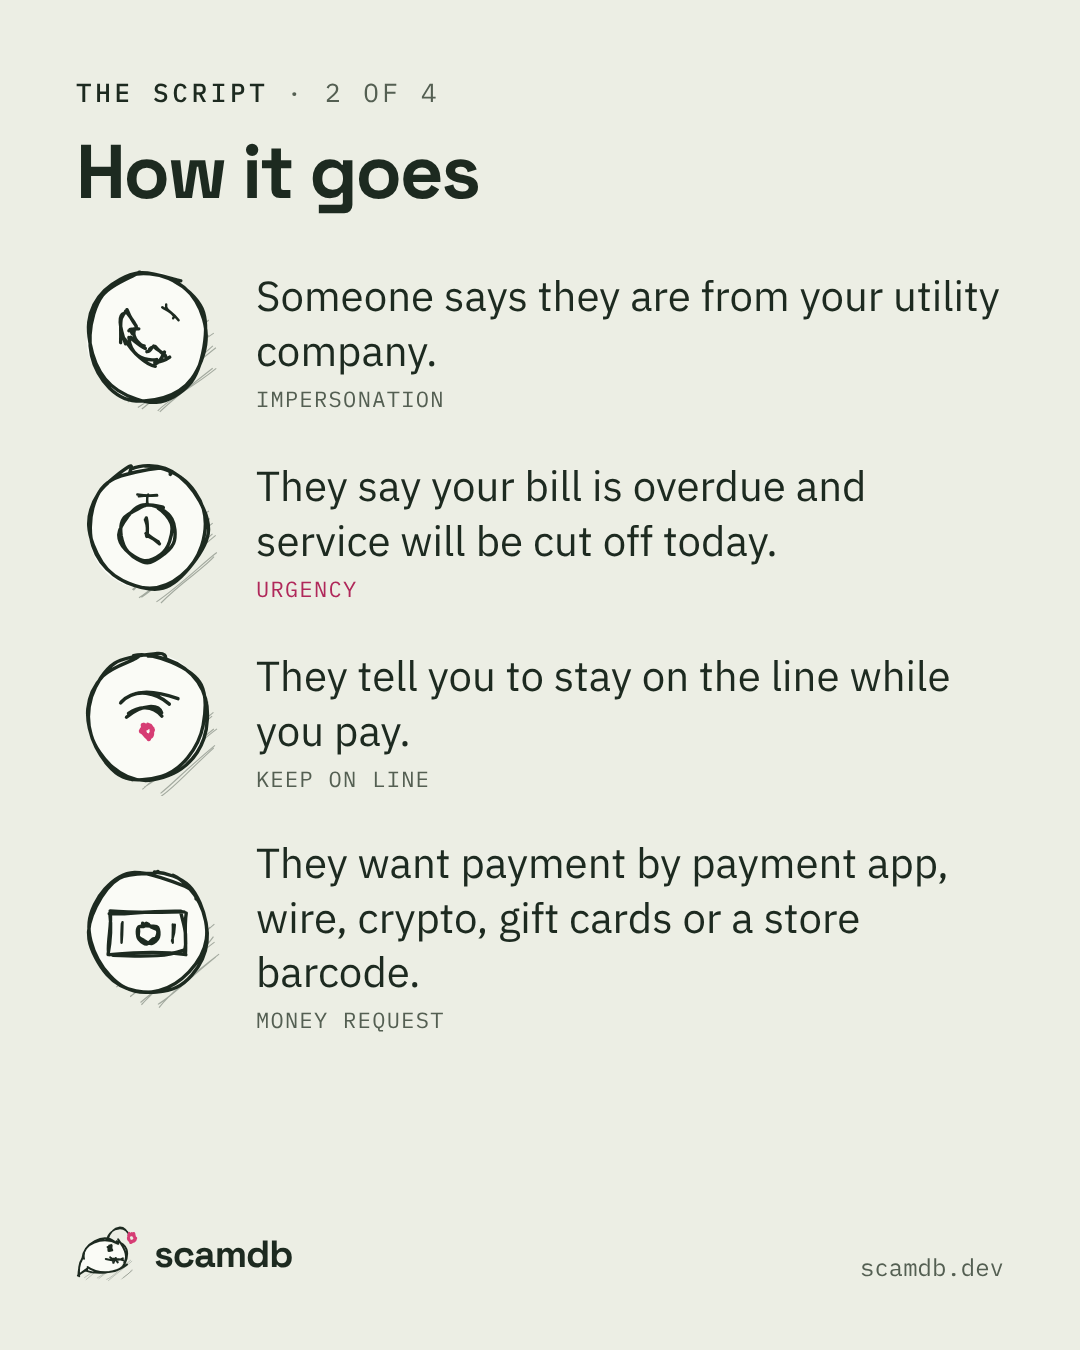 THE SCRIPT · 2 OF 4
How it goes
Someone says they are from your utility
company.
IMPERSONATION
They say your bill is overdue and
service will be cut off today.
URGENCY
They tell you to stay on the line while
you pay.
KEEP ON LINE
They want payment by payment app,
wire, crypto, gift cards or a store
barcode.
MONEY REQUEST
scamdb
scamdb.dev